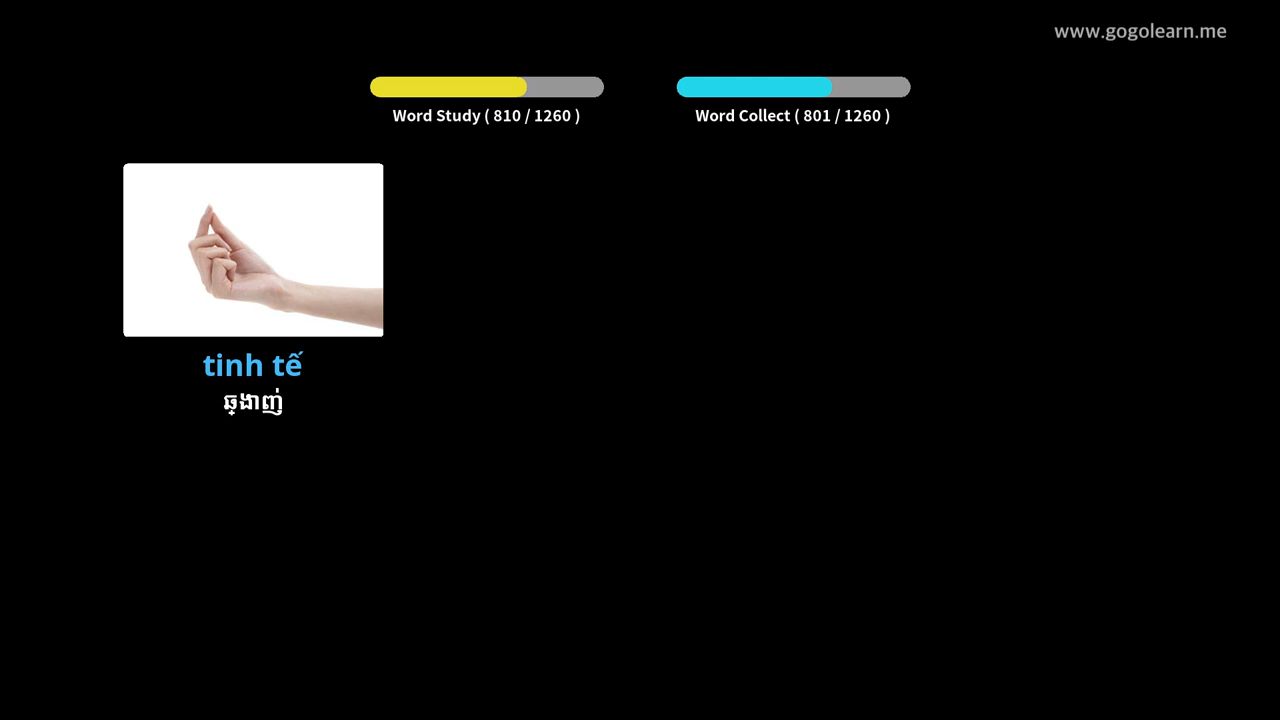 www.gogolearn.me
Word Study ( 810 / 1260 )
Word Collect ( 801 / 1260 )
tinh tế
ឆ្ងាញ់